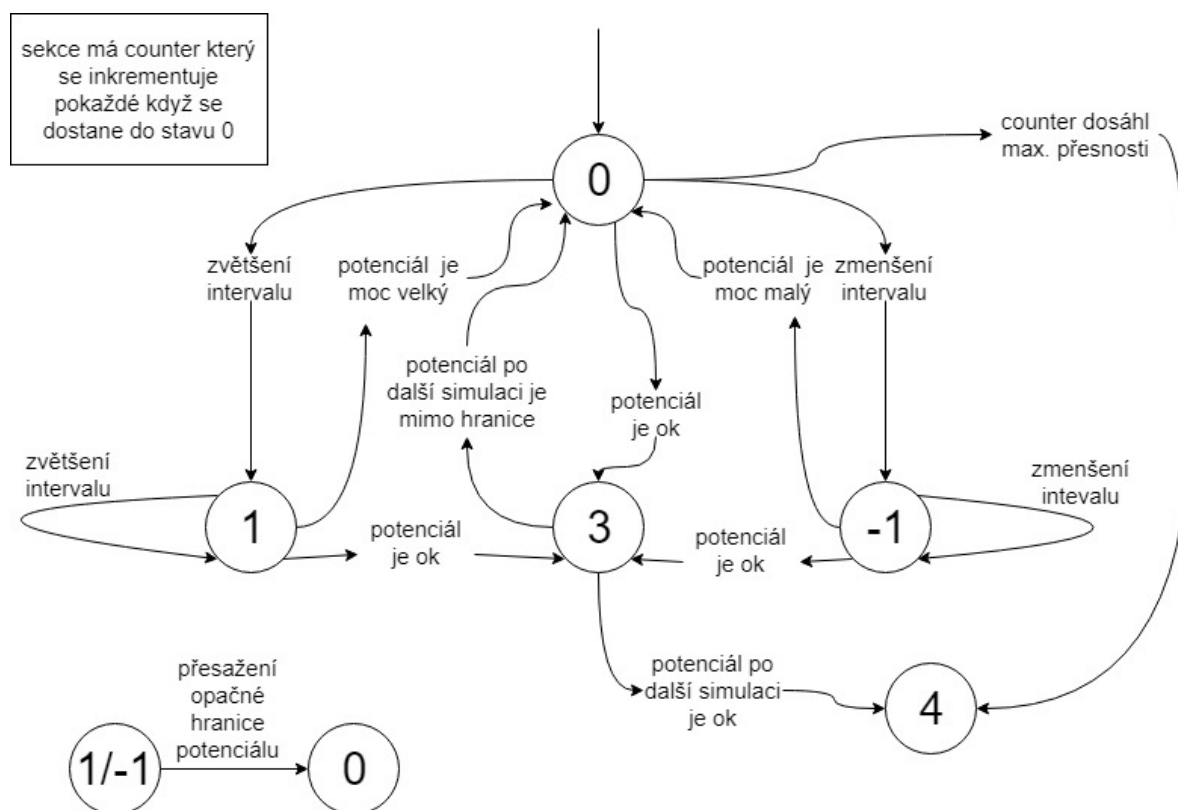 sekce má counter který
se inkrementuje
pokaždé když se
dostane do stavu 0
counter dosáhl
max. přesnosti
0
zvětšení
intervalu
potenciál je
moc velký
potenciál je
moc malý
zmenšení
intervalu
potenciál po
další simulaci je
mimo hranice
potenciál
je ok
zvětšení
intervalu
zmenšení
intevalu
1
potenciál
je ok
3
potenciál
je ok
-1
přesažení
opačné
hranice
potenciálu
potenciál po
další simulaci
je ok
4
1/-1
0